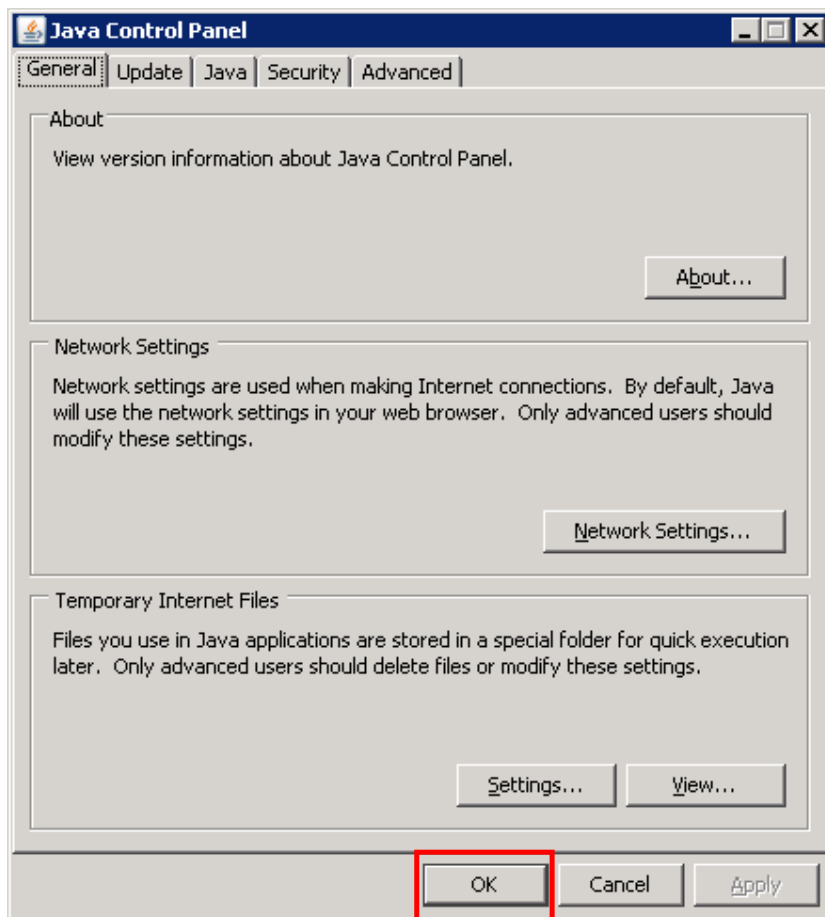 Java Control Panel
General Update Java Security Advanced
About
View version information about Java Control Panel.
About...
Network Settings
Network settings are used when making Internet connections. By default, Java
will use the network settings in your web browser. Only advanced users should
modify these settings.
Network Settings...
Temporary Internet Files
Files you use in Java applications are stored in a special folder for quick execution
later. Only advanced users should delete files or modify these settings.
Settings... View...
OK Cancel Apply